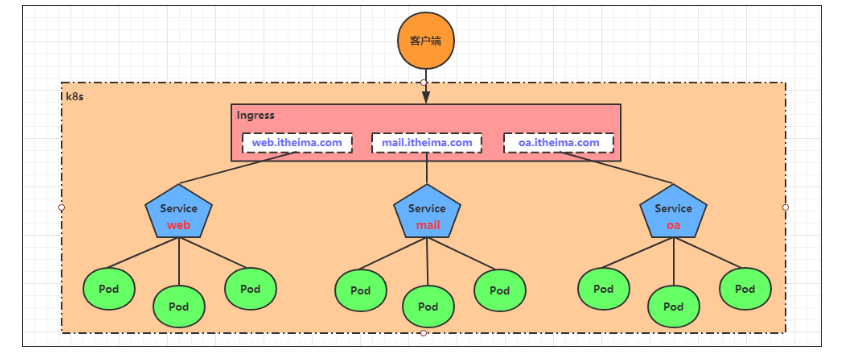 客户端
k8s
Ingress
web.itheima.com
mail.itheima.com
oa.itheima.com
Service
web
Service
mail
Service
oa
Pod
Pod
Pod
Pod
Pod
Pod
Pod
Pod
Pod